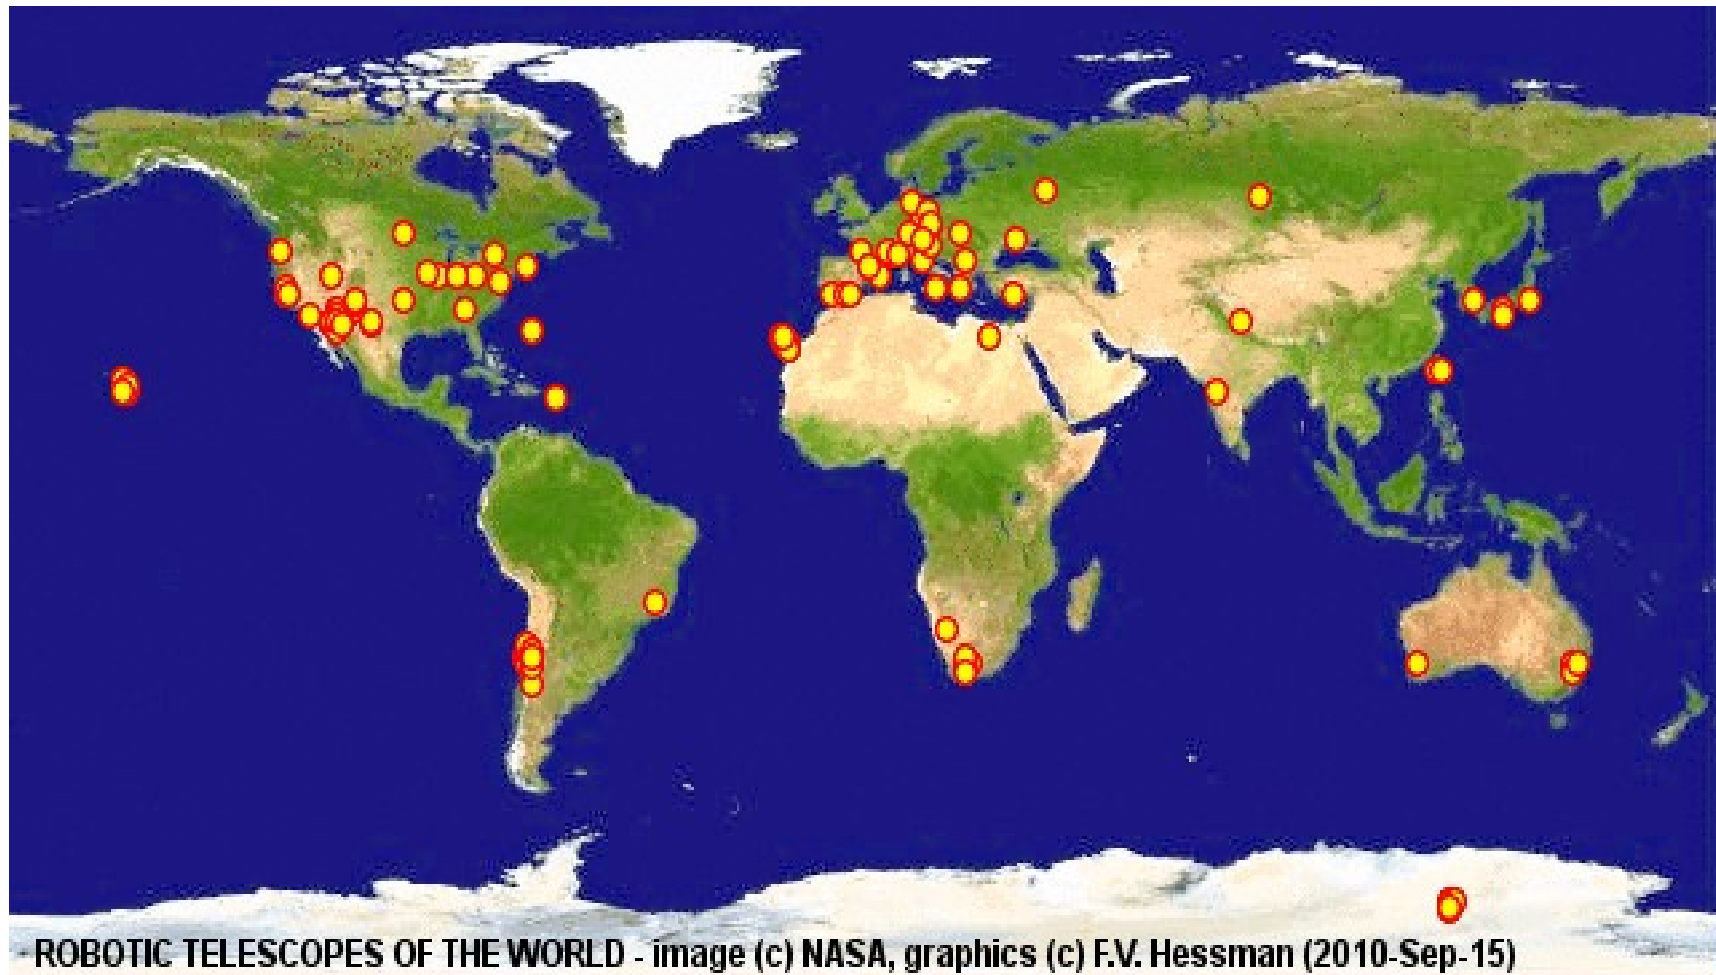 ROBOTIC TELESCOPES OF THE WORLD - image (c) NASA, graphics (c) F.V. Hessman (2010-Sep-15)